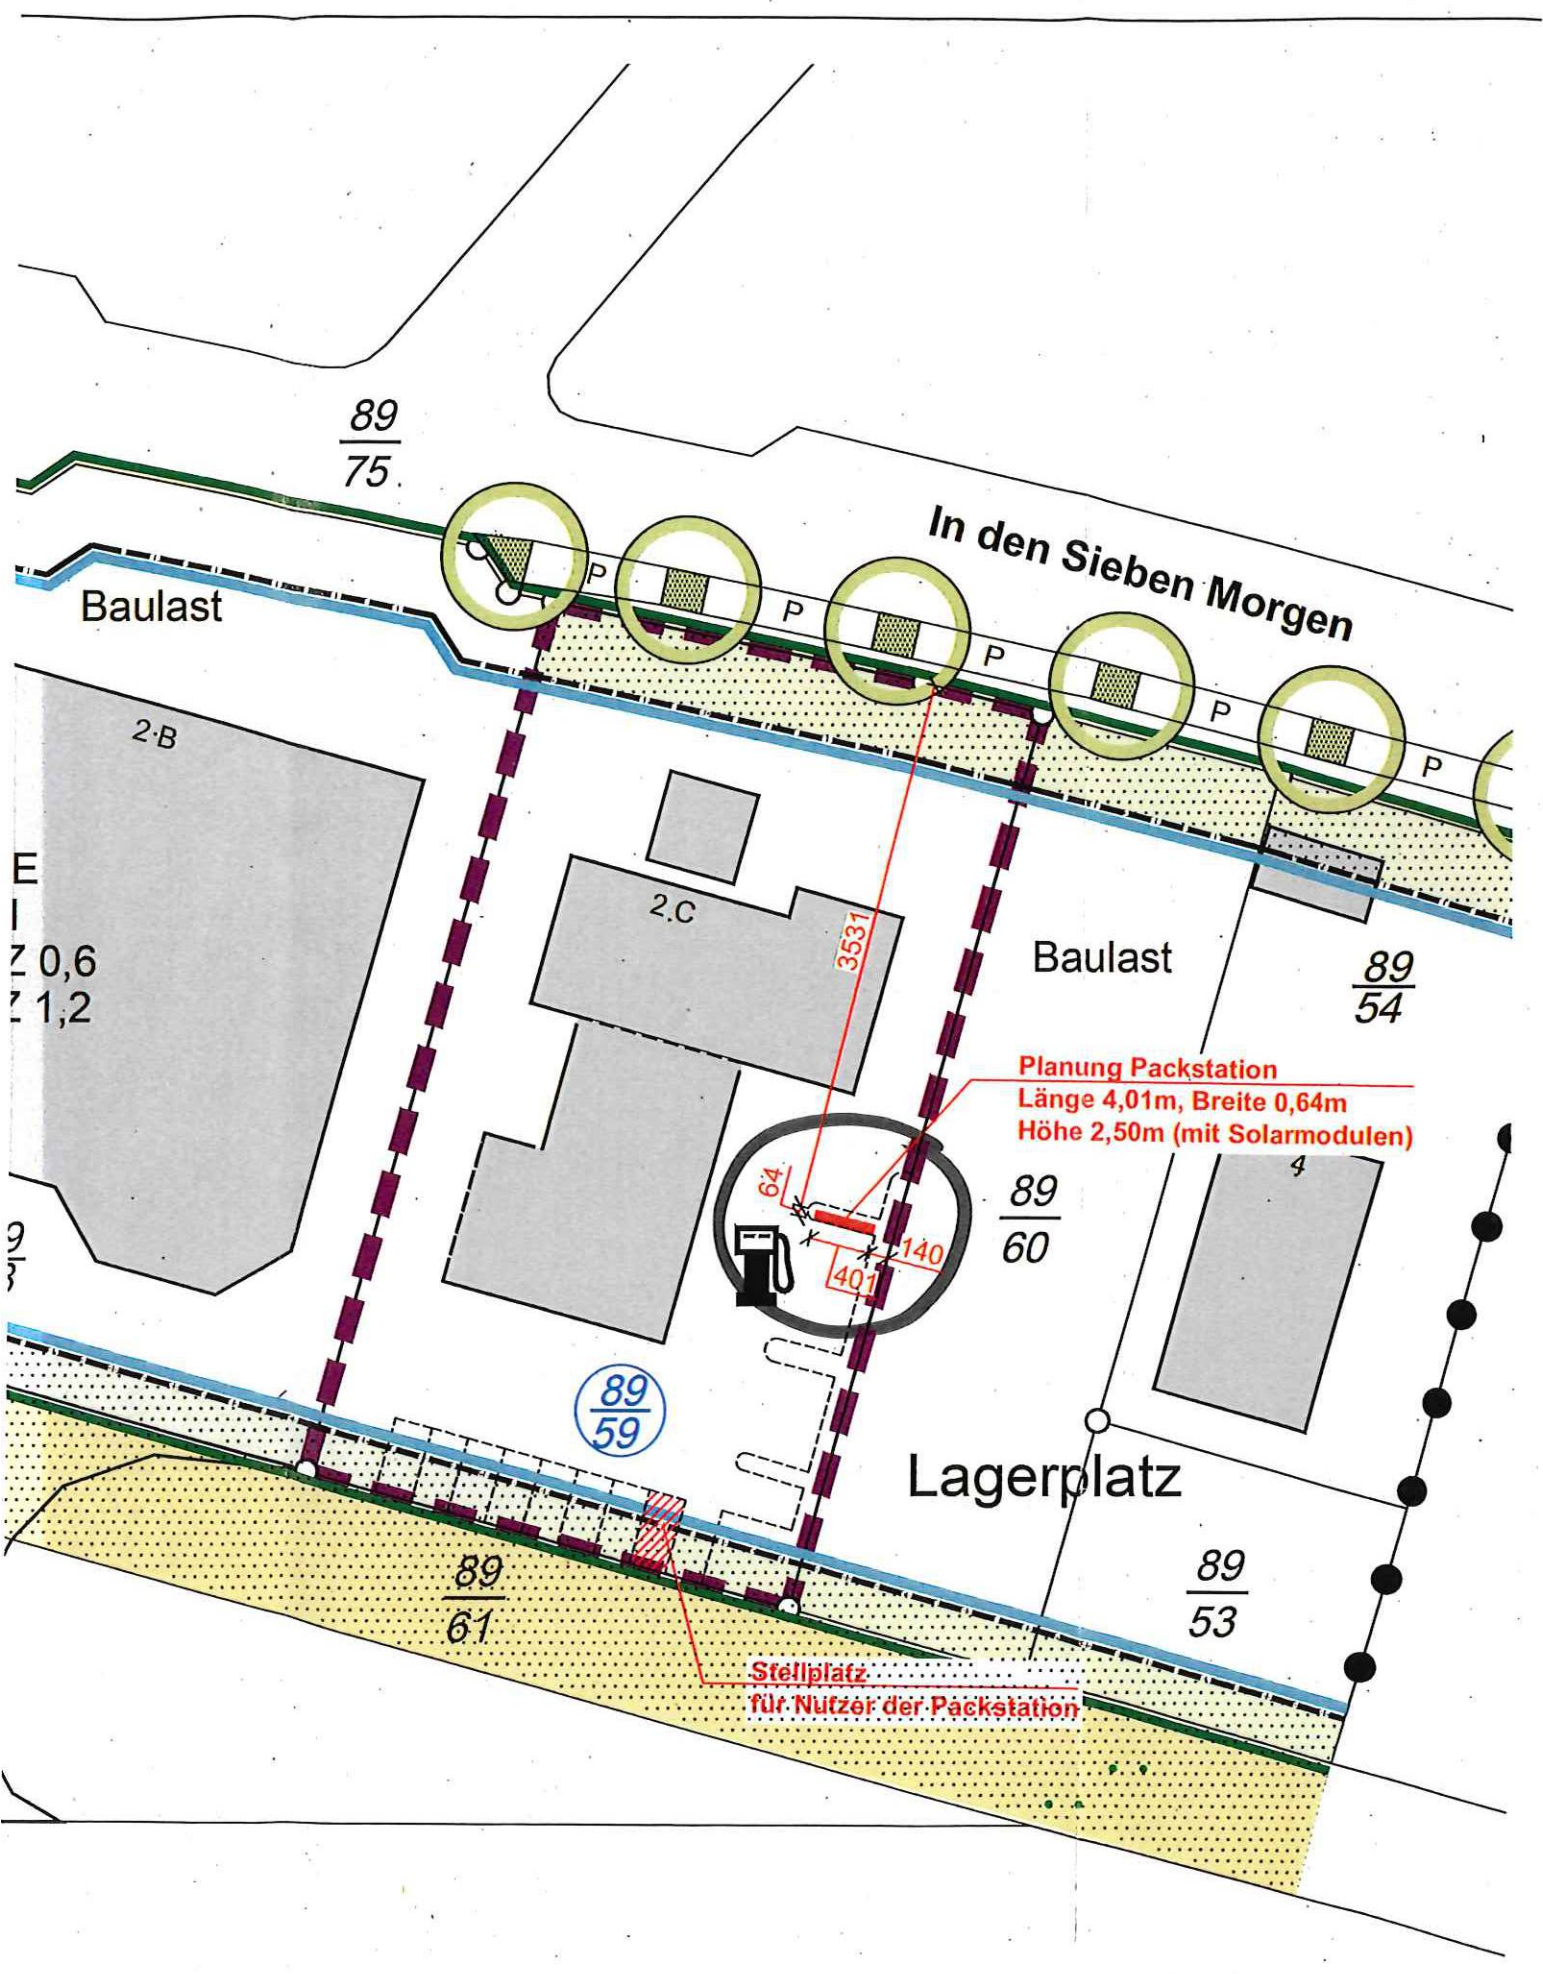 89
75
In den Sieben Morgen
P
P
P
P
P
Baulast
2.B
E
I
Z 0,6
Z 1,2
2.C
3531
Baulast
89
54
Planung Packstation
Länge 4,01m, Breite 0,64m
Höhe 2,50m (mit Solarmodulen)
4
64
89
60
140
401
89
59
Lagerplatz
89
61
89
53
Stellplatz
für Nutzer der Packstation